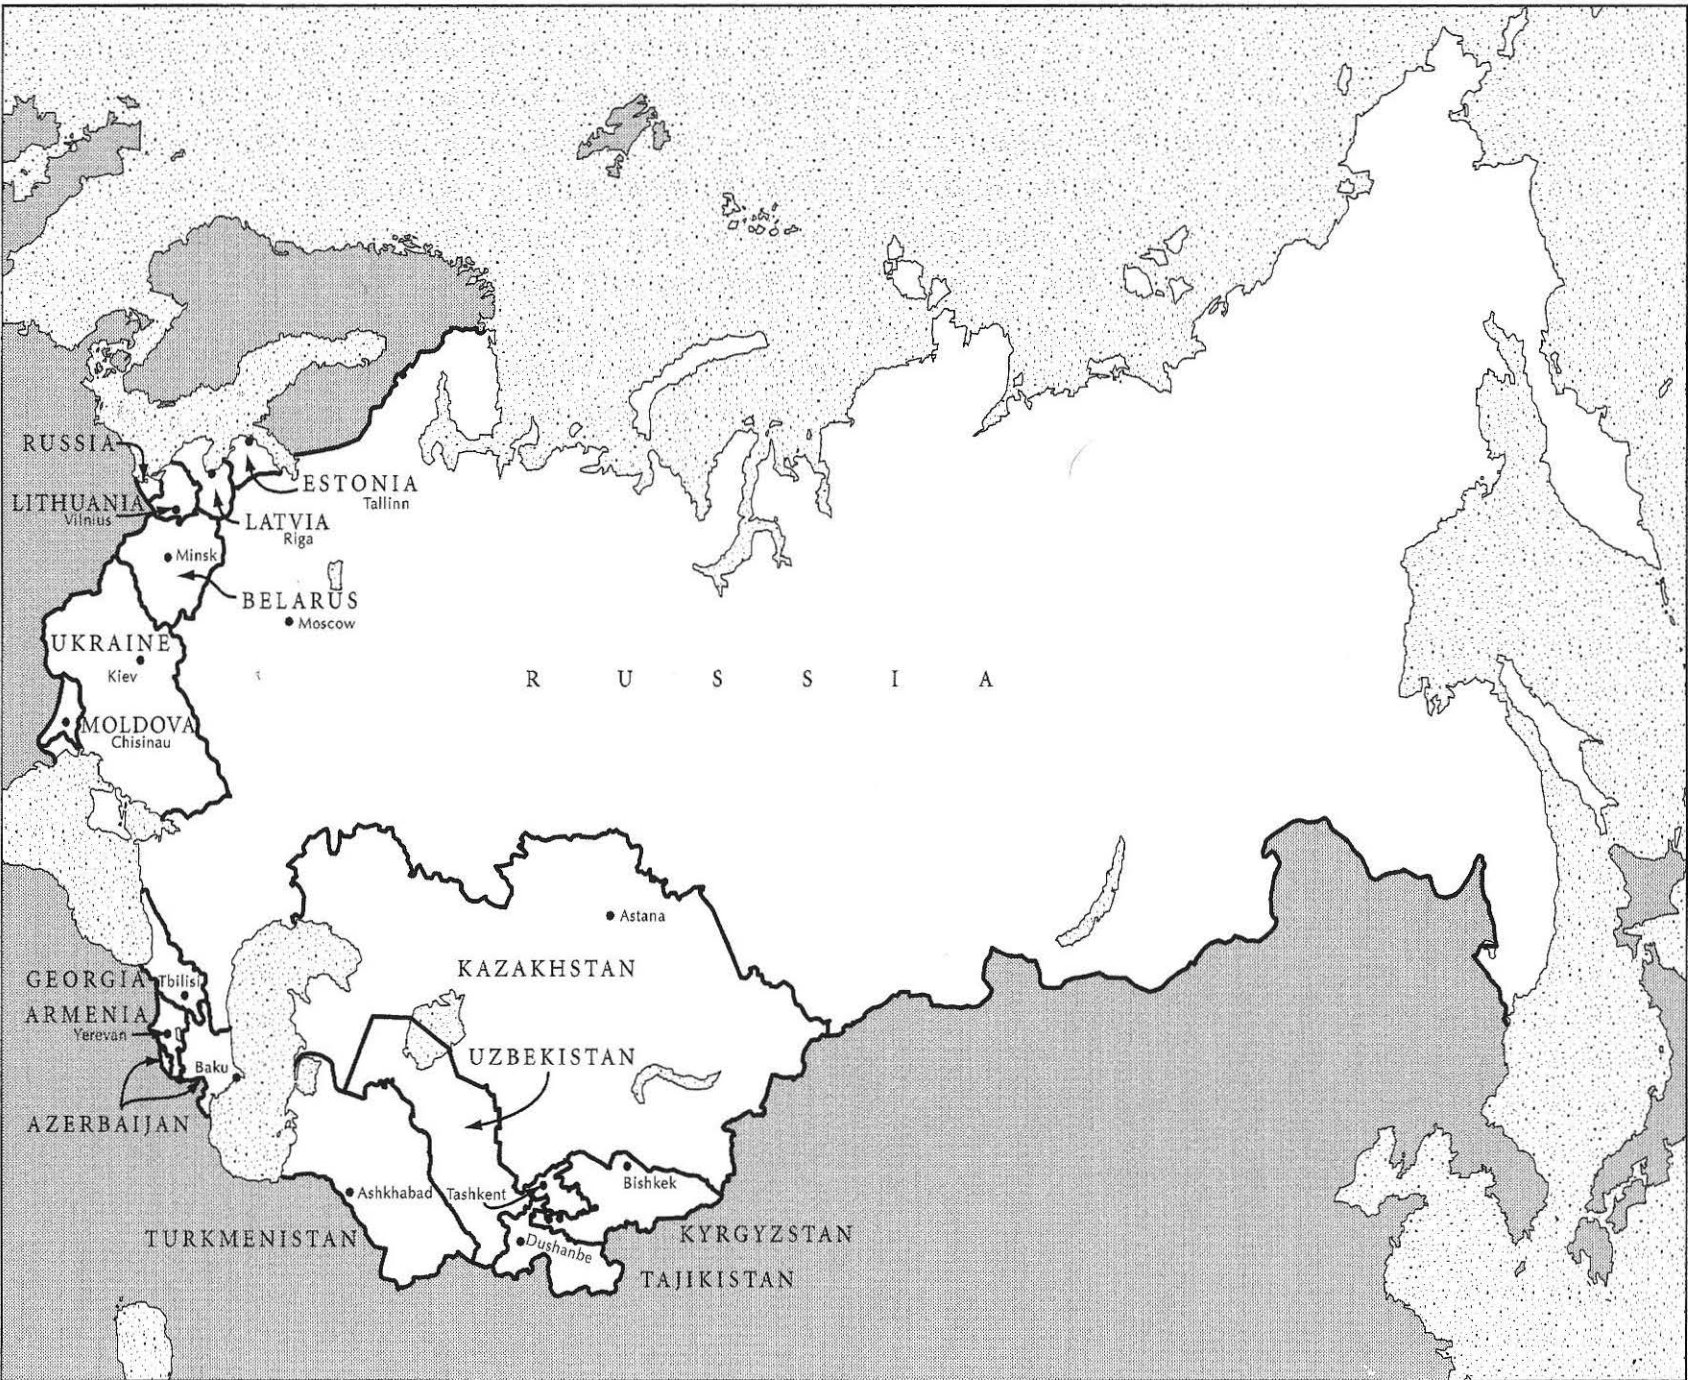 RUSSIA
ESTONIA
Tallinn
LITHUANIA
Vilnius
LATVIA
Riga
Minsk
BELARUS
Moscow
UKRAINE
Kiev
R U S S I A
MOLDOVA
Chisinau
Astana
KAZAKHSTAN
GEORGIA
Tbilisi
ARMENIA
Yerevan
UZBEKISTAN
Baku
AZERBAIJAN
Ashkhabad
Tashkent
Bishkek
TURKMENISTAN
KYRGYZSTAN
Dushanbe
TAJIKISTAN